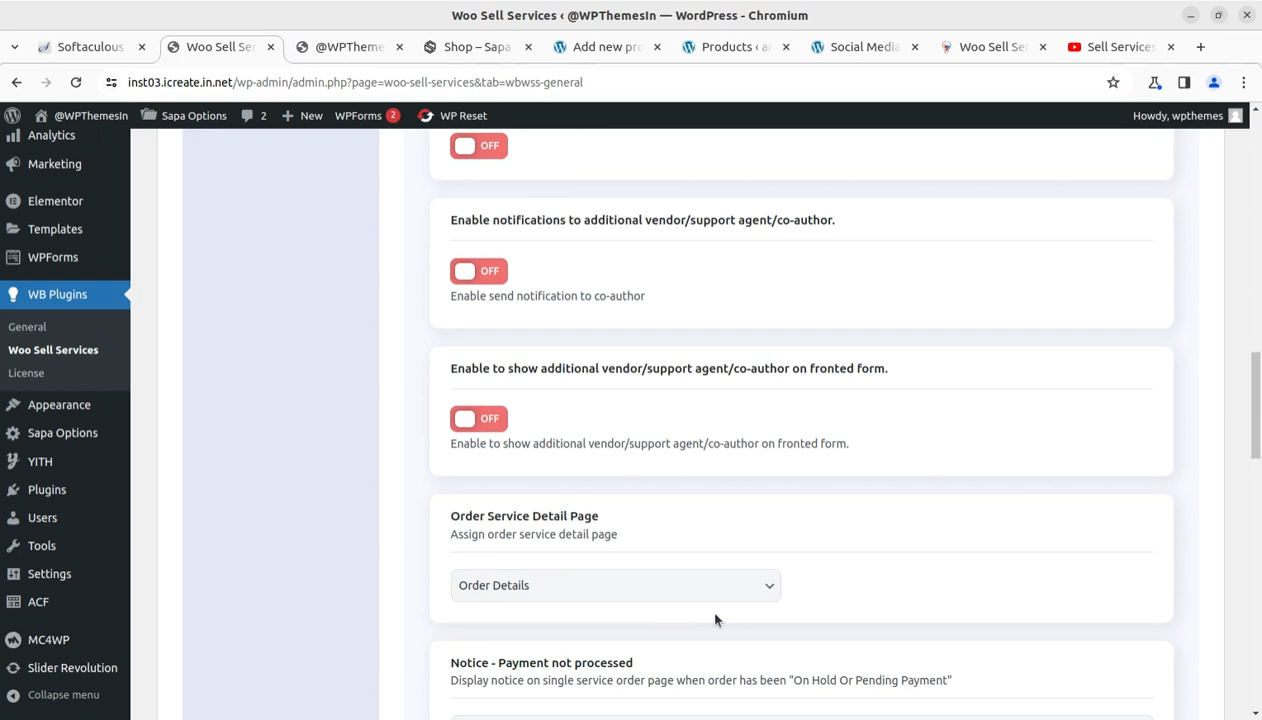 Woo Sell Services ‹ @WPThemesIn — WordPress - Chromium
Softaculous
Woo Sell Ser
@WPTheme
Shop – Sapa
Add new pro
Products ‹ a
Social Media
Woo Sell Se
Sell Services
inst03.icreate.in.net/wp-admin/admin.php?page=woo-sell-services&tab=wbwss-general
@WPThemesIn
Sapa Options
2
New
WPForms 2
WP Reset
Howdy, wpthemes
Analytics
Marketing
Elementor
Templates
WPForms
WB Plugins
General
Woo Sell Services
License
Appearance
Sapa Options
YITH
Plugins
Users
Tools
Settings
ACF
MC4WP
Slider Revolution
Collapse menu
OFF
Enable notifications to additional vendor/support agent/co-author.
OFF
Enable send notification to co-author
Enable to show additional vendor/support agent/co-author on fronted form.
OFF
Enable to show additional vendor/support agent/co-author on fronted form.
Order Service Detail Page
Assign order service detail page
Order Details
Notice - Payment not processed
Display notice on single service order page when order has been "On Hold Or Pending Payment"